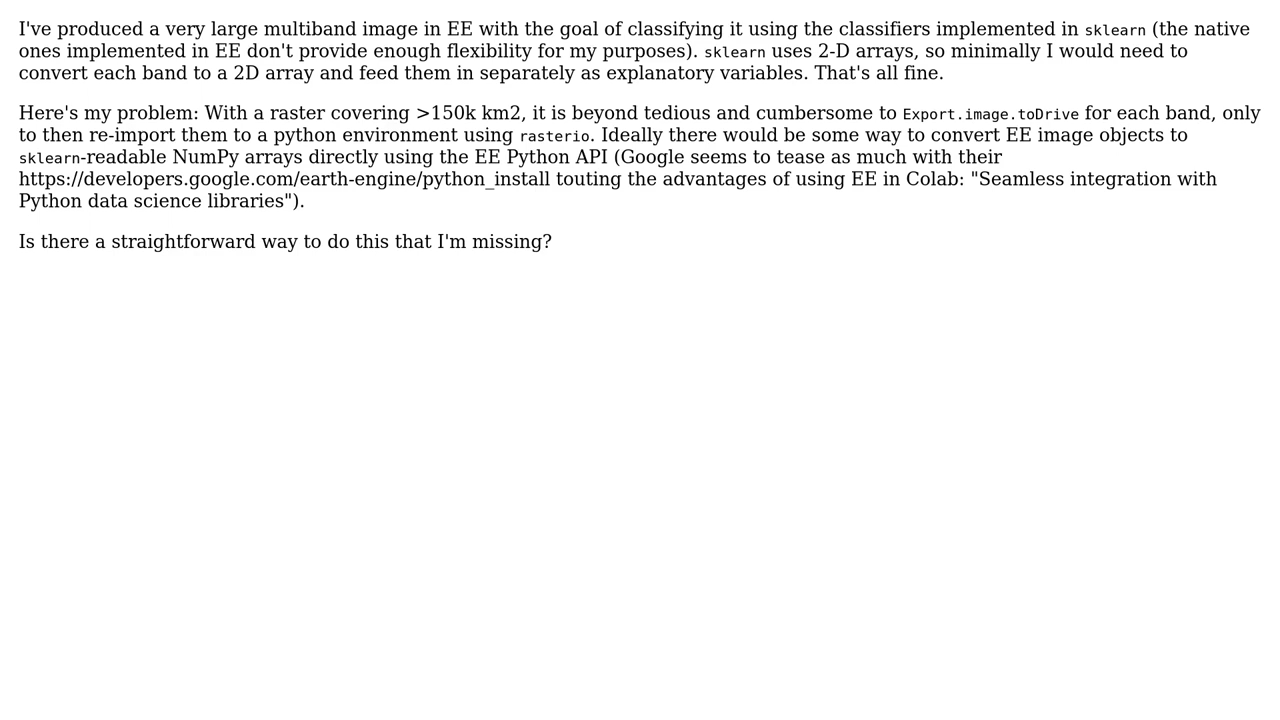 I've produced a very large multiband image in EE with the goal of classifying it using the classifiers implemented in sklearn (the native
ones implemented in EE don't provide enough flexibility for my purposes). sklearn uses 2-D arrays, so minimally I would need to
convert each band to a 2D array and feed them in separately as explanatory variables. That's all fine.
Here's my problem: With a raster covering >150k km2, it is beyond tedious and cumbersome to Export.image.toDrive for each band, only
to then re-import them to a python environment using rasterio. Ideally there would be some way to convert EE image objects to
sklearn-readable NumPy arrays directly using the EE Python API (Google seems to tease as much with their
https://developers.google.com/earth-engine/python_install touting the advantages of using EE in Colab: "Seamless integration with
Python data science libraries").
Is there a straightforward way to do this that I'm missing?